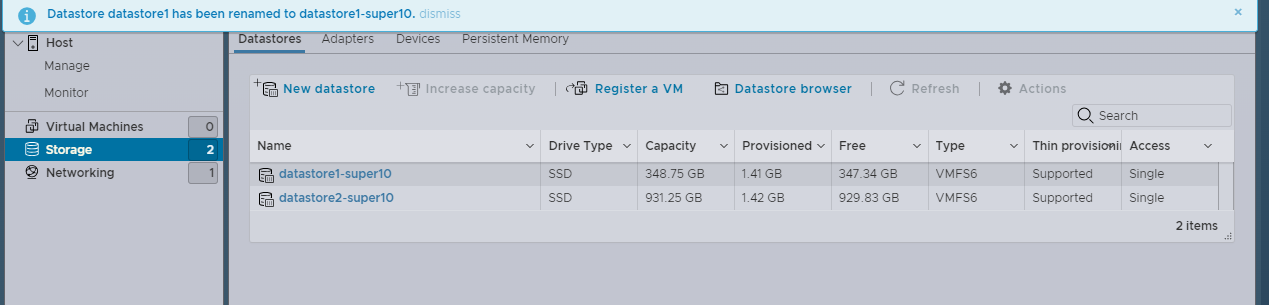 Datastore datastore1 has been renamed to datastore1-super10. dismiss ×
Host
Manage
Monitor
Virtual Machines 0
Storage 2
Networking 1
Datastores Adapters Devices Persistent Memory
New datastore Increase capacity | Register a VM Datastore browser | Refresh | Actions
Search
Name Drive Type Capacity Provisioned Free Type Thin provisioni Access
datastore1-super10 SSD 348.75 GB 1.41 GB 347.34 GB VMFS6 Supported Single
datastore2-super10 SSD 931.25 GB 1.42 GB 929.83 GB VMFS6 Supported Single
2 items